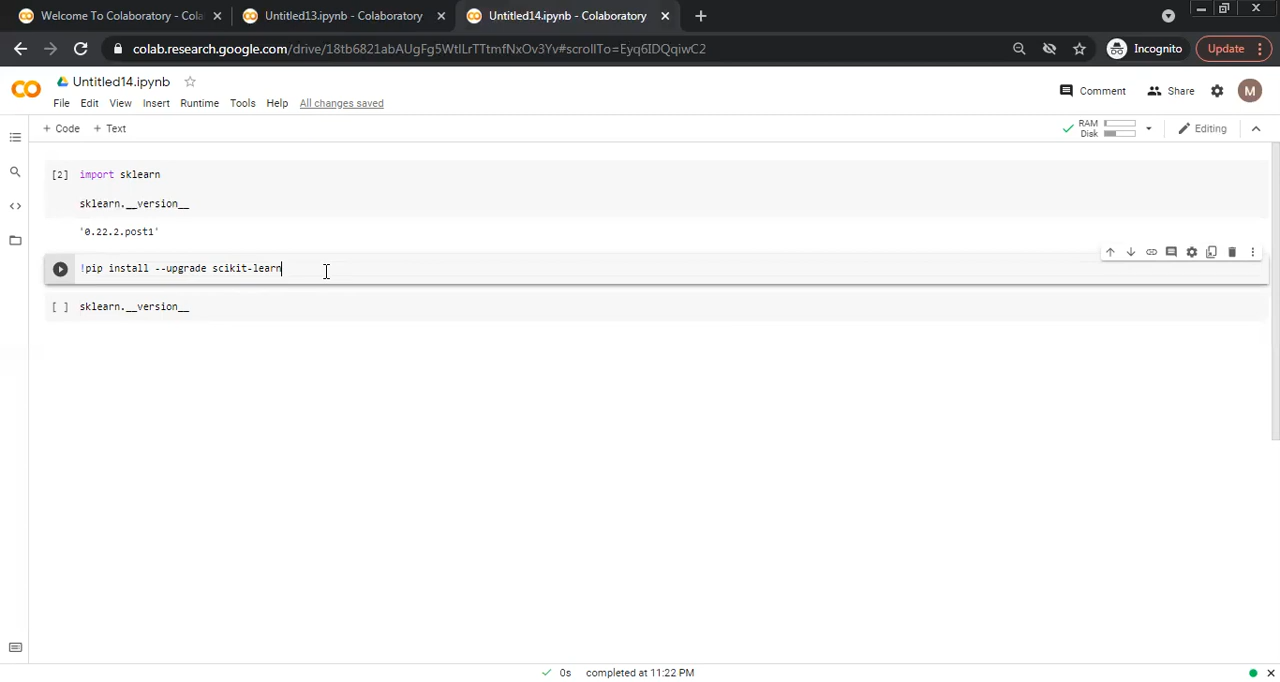 Welcome To Colaboratory - Cola
Untitled13.ipynb - Colaboratory
Untitled14.ipynb - Colaboratory
colab.research.google.com/drive/18tb6821abAUgFg5WtlLrTTtmfNxOv3Yv#scrollTo=Eyq6IDQqiwC2
Incognito
Update
Untitled14.ipynb
File Edit View Insert Runtime Tools Help All changes saved
Comment
Share
M
+ Code + Text
RAM
Disk
Editing
[2] import sklearn
sklearn.__version__
'0.22.2.post1'
!pip install --upgrade scikit-learn
[ ] sklearn.__version__
0s completed at 11:22 PM